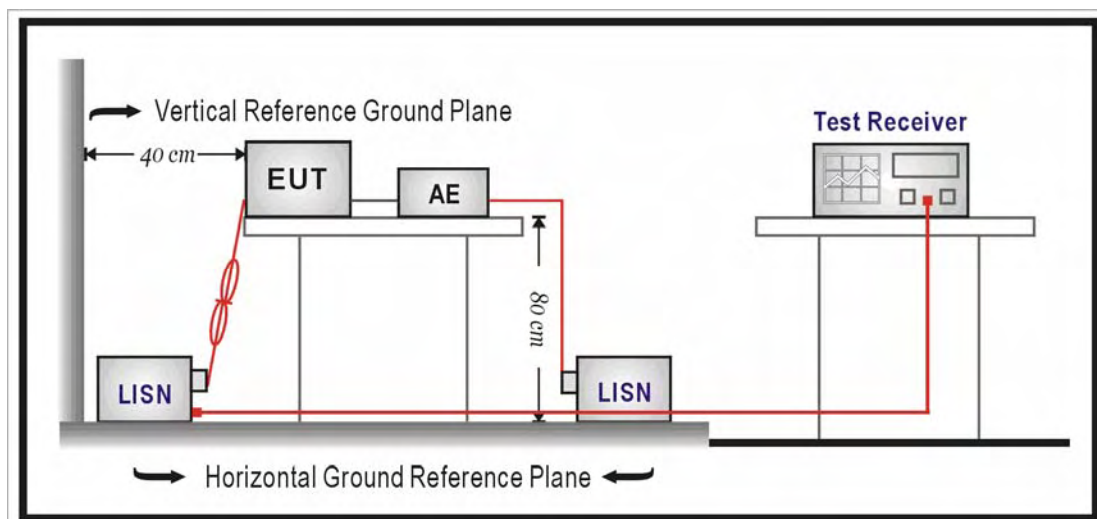 Vertical Reference Ground Plane
40 cm
Test Receiver
EUT
AE
80 cm
LISN
LISN
Horizontal Ground Reference Plane